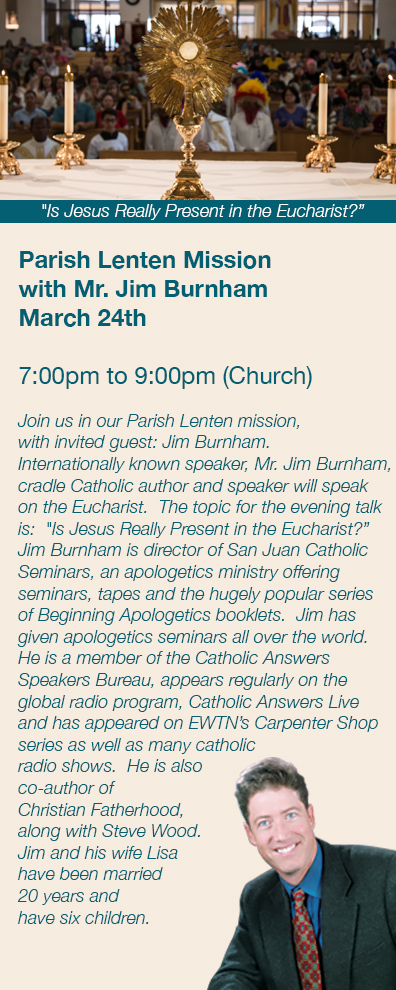 "Is Jesus Really Present in the Eucharist?”
Parish Lenten Mission
with Mr. Jim Burnham
March 24th
7:00pm to 9:00pm (Church)
Join us in our Parish Lenten mission,
with invited guest: Jim Burnham.
Internationally known speaker, Mr. Jim Burnham,
cradle Catholic author and speaker will speak
on the Eucharist.  The topic for the evening talk
is:  "Is Jesus Really Present in the Eucharist?”
Jim Burnham is director of San Juan Catholic
Seminars, an apologetics ministry offering
seminars, tapes and the hugely popular series
of Beginning Apologetics booklets.  Jim has
given apologetics seminars all over the world.
He is a member of the Catholic Answers
Speakers Bureau, appears regularly on the
global radio program, Catholic Answers Live
and has appeared on EWTN’s Carpenter Shop
series as well as many catholic
radio shows.  He is also
co-author of
Christian Fatherhood,
along with Steve Wood.
Jim and his wife Lisa
have been married
20 years and
have six children.